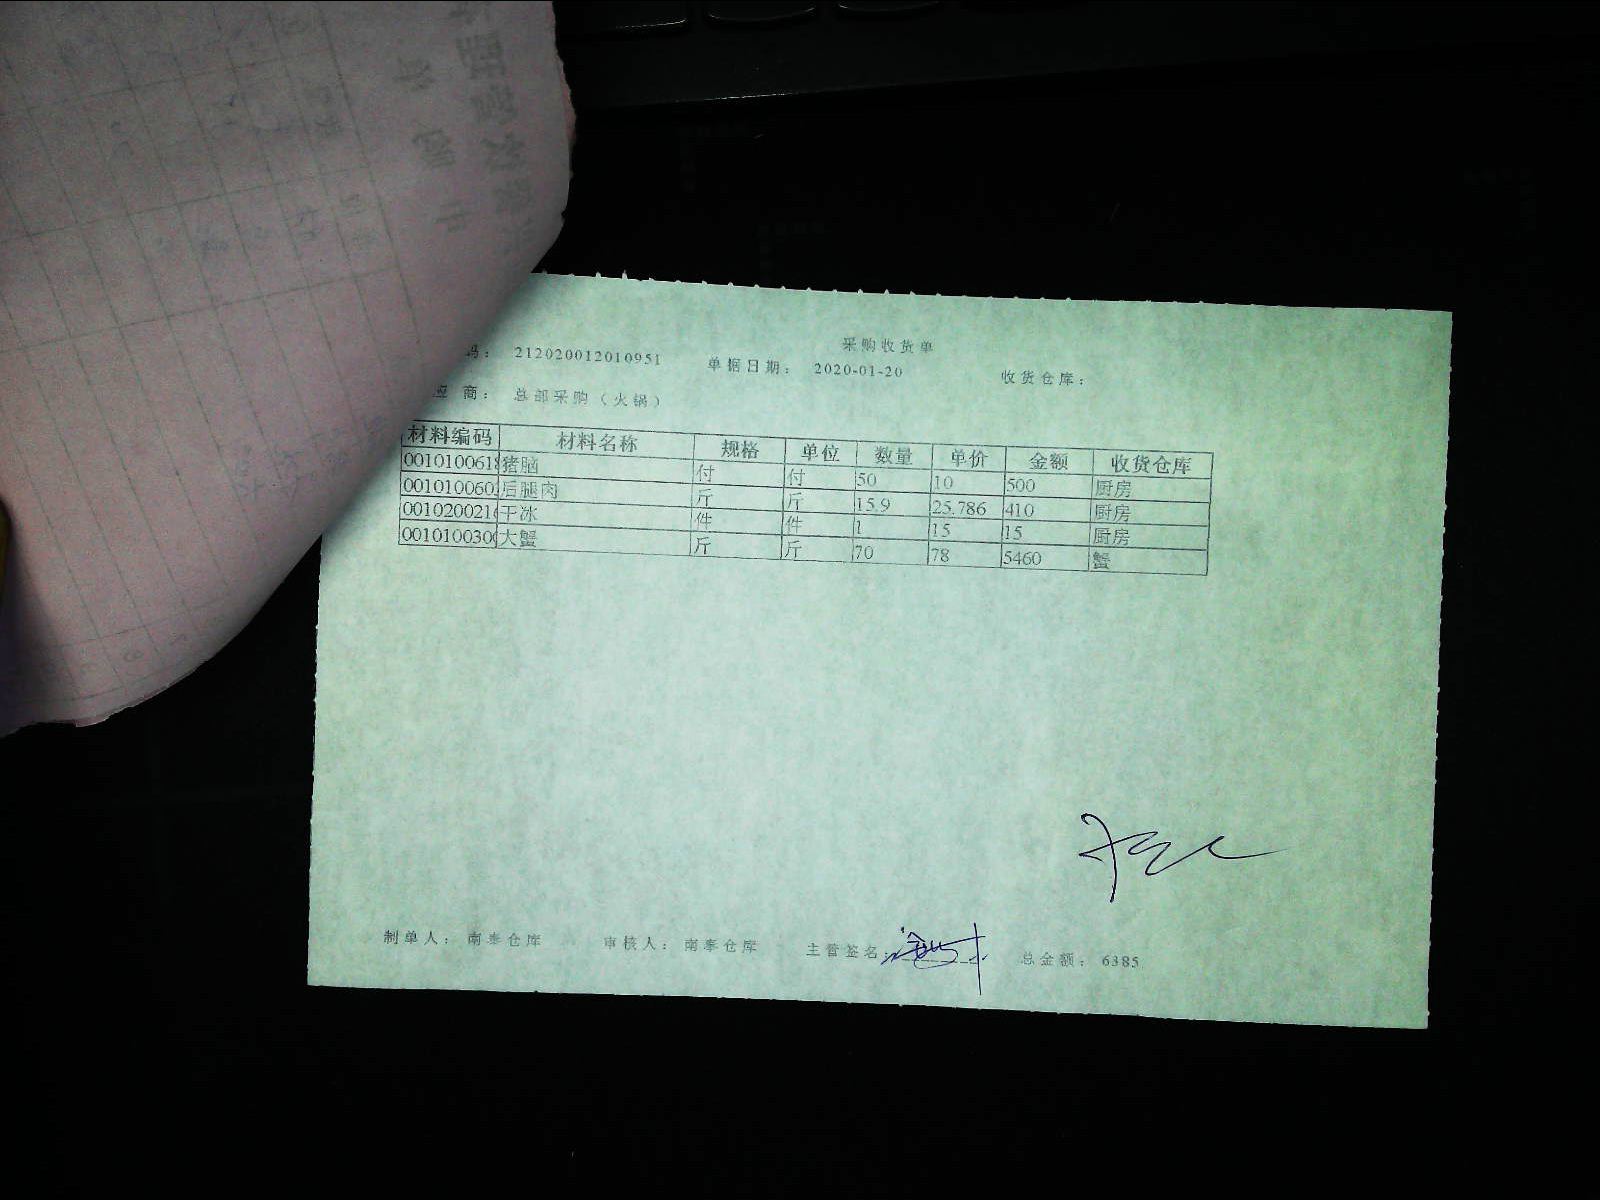 采购收货单
码： 212020012010951 单据日期： 2020-01-20 收货仓库：
应 商： 总部采购（火锅）
材料编码 材料名称 规格 单位 数量 单价 金额 收货仓库
001010061 猪脑 付 付 50 10 500 厨房
00101006 后腿肉 斤 斤 15.9 25.786 410 厨房
00102002 干冰 件 件 1 15 15 厨房
001010030 大蟹 斤 斤 70 78 5460 蟹
制单人： 南泰仓库 审核人： 南泰仓库 主管签名： 总金额： 6385